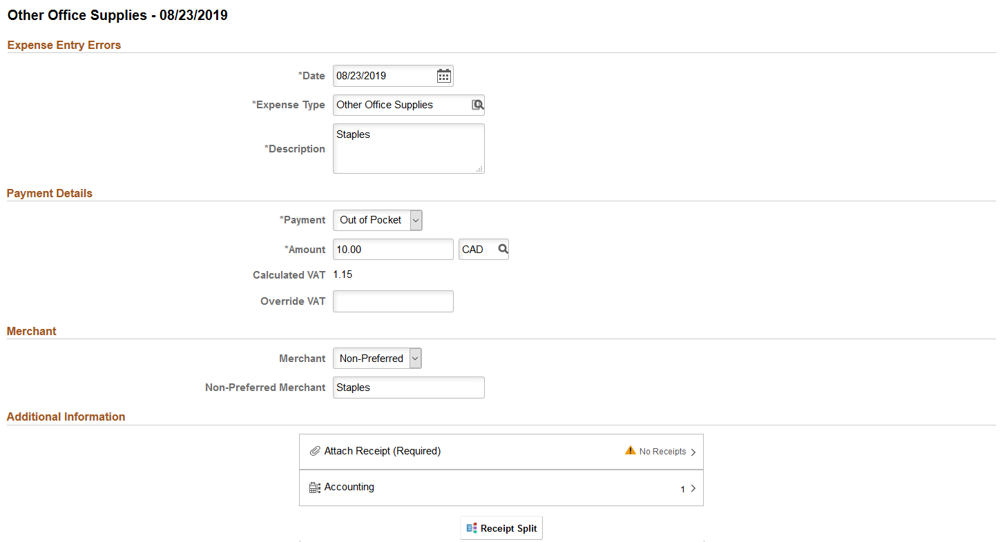 Other Office Supplies - 08/23/2019
Expense Entry Errors
*Date 08/23/2019
*Expense Type Other Office Supplies
*Description Staples
Payment Details
*Payment Out of Pocket
*Amount 10.00 CAD
Calculated VAT 1.15
Override VAT
Merchant
Merchant Non-Preferred
Non-Preferred Merchant Staples
Additional Information
Attach Receipt (Required) No Receipts
Accounting 1
Receipt Split